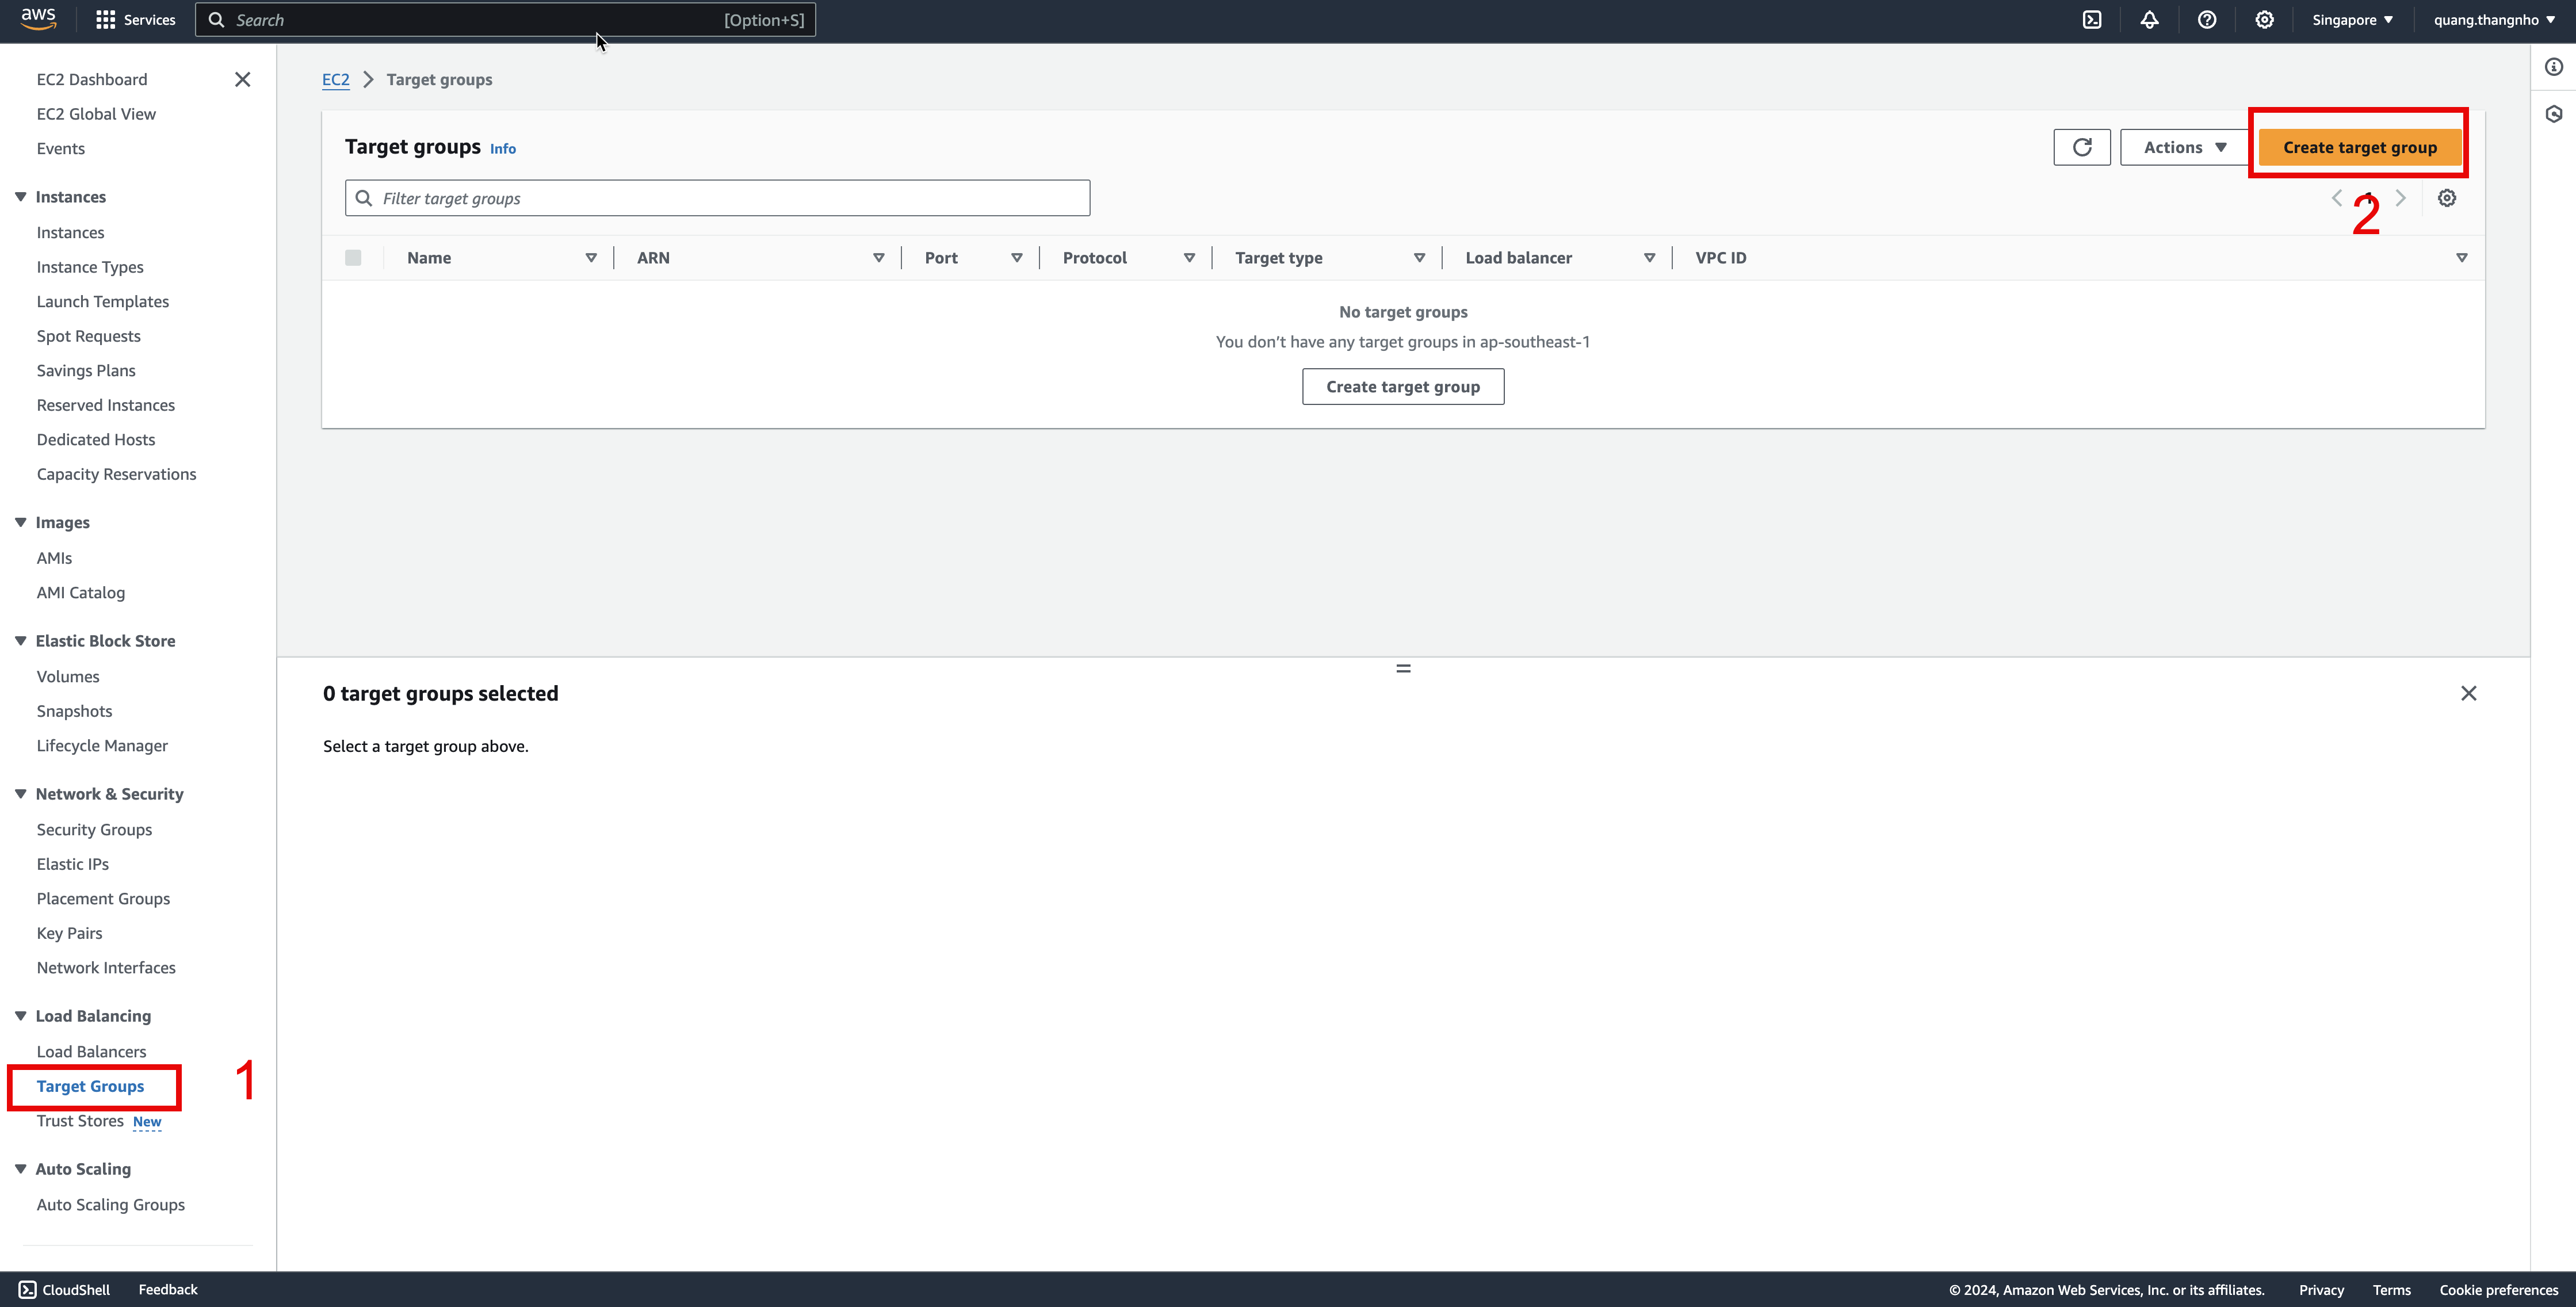 aws
Services
Search [Option+S]
Singapore
quang.thangnho
EC2 Dashboard
EC2 Global View
Events
Instances
Instances
Instance Types
Launch Templates
Spot Requests
Savings Plans
Reserved Instances
Dedicated Hosts
Capacity Reservations
Images
AMIs
AMI Catalog
Elastic Block Store
Volumes
Snapshots
Lifecycle Manager
Network & Security
Security Groups
Elastic IPs
Placement Groups
Key Pairs
Network Interfaces
Load Balancing
Load Balancers
Target Groups
1
Trust Stores New
Auto Scaling
Auto Scaling Groups
EC2 > Target groups
Target groups Info
Actions
Create target group
Filter target groups
1
2
Name ARN Port Protocol Target type Load balancer VPC ID
No target groups
You don’t have any target groups in ap-southeast-1
Create target group
0 target groups selected
Select a target group above.
CloudShell Feedback
© 2024, Amazon Web Services, Inc. or its affiliates. Privacy Terms Cookie preferences